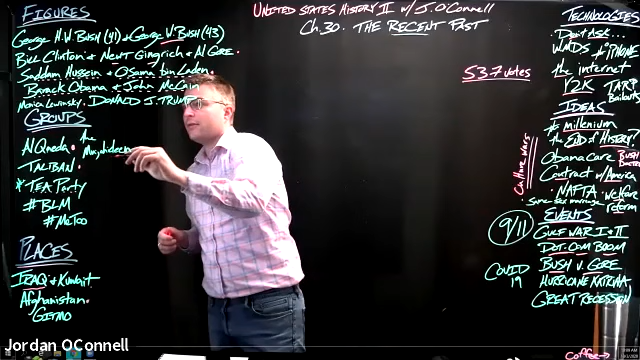 UNITED STATES HISTORY II w/ J. O'CONNELL
Ch. 30. THE RECENT PAST
FIGURES
George H.W. BUSH (41) + George W. BUSH (43)
BILL CLINTON + NEWT Gingrich + AL GORE.
Saddam Hussein + Osama bin Laden.
Barack Obama + John McCain
Monica Lewinsky. DONALD J. TRUMP
GROUPS
Al Qaeda. the
TALIBAN.
* TEA Party
#BLM
#MeToo
PLACES
IRAQ + Kuwait
Afghanistan.
GITMO
537 votes
Culture wars
9/11
COVID
19
TECHNOLOGIES
Don't Ask...
WMDs + iPHONE
the internet
Y2K TARP
Bailouts
IDEAS
the millenium
the END of HISTORY!
Obamacare BUSH
Contract w/ America
NAFTA. welfare
same-sex marriage reform
EVENTS
GULF WAR I + II
DOT-COM BOOM
BUSH v. GORE
HURRICANE KATRINA
GREAT RECESSION
coffee→
Jordan OConnell